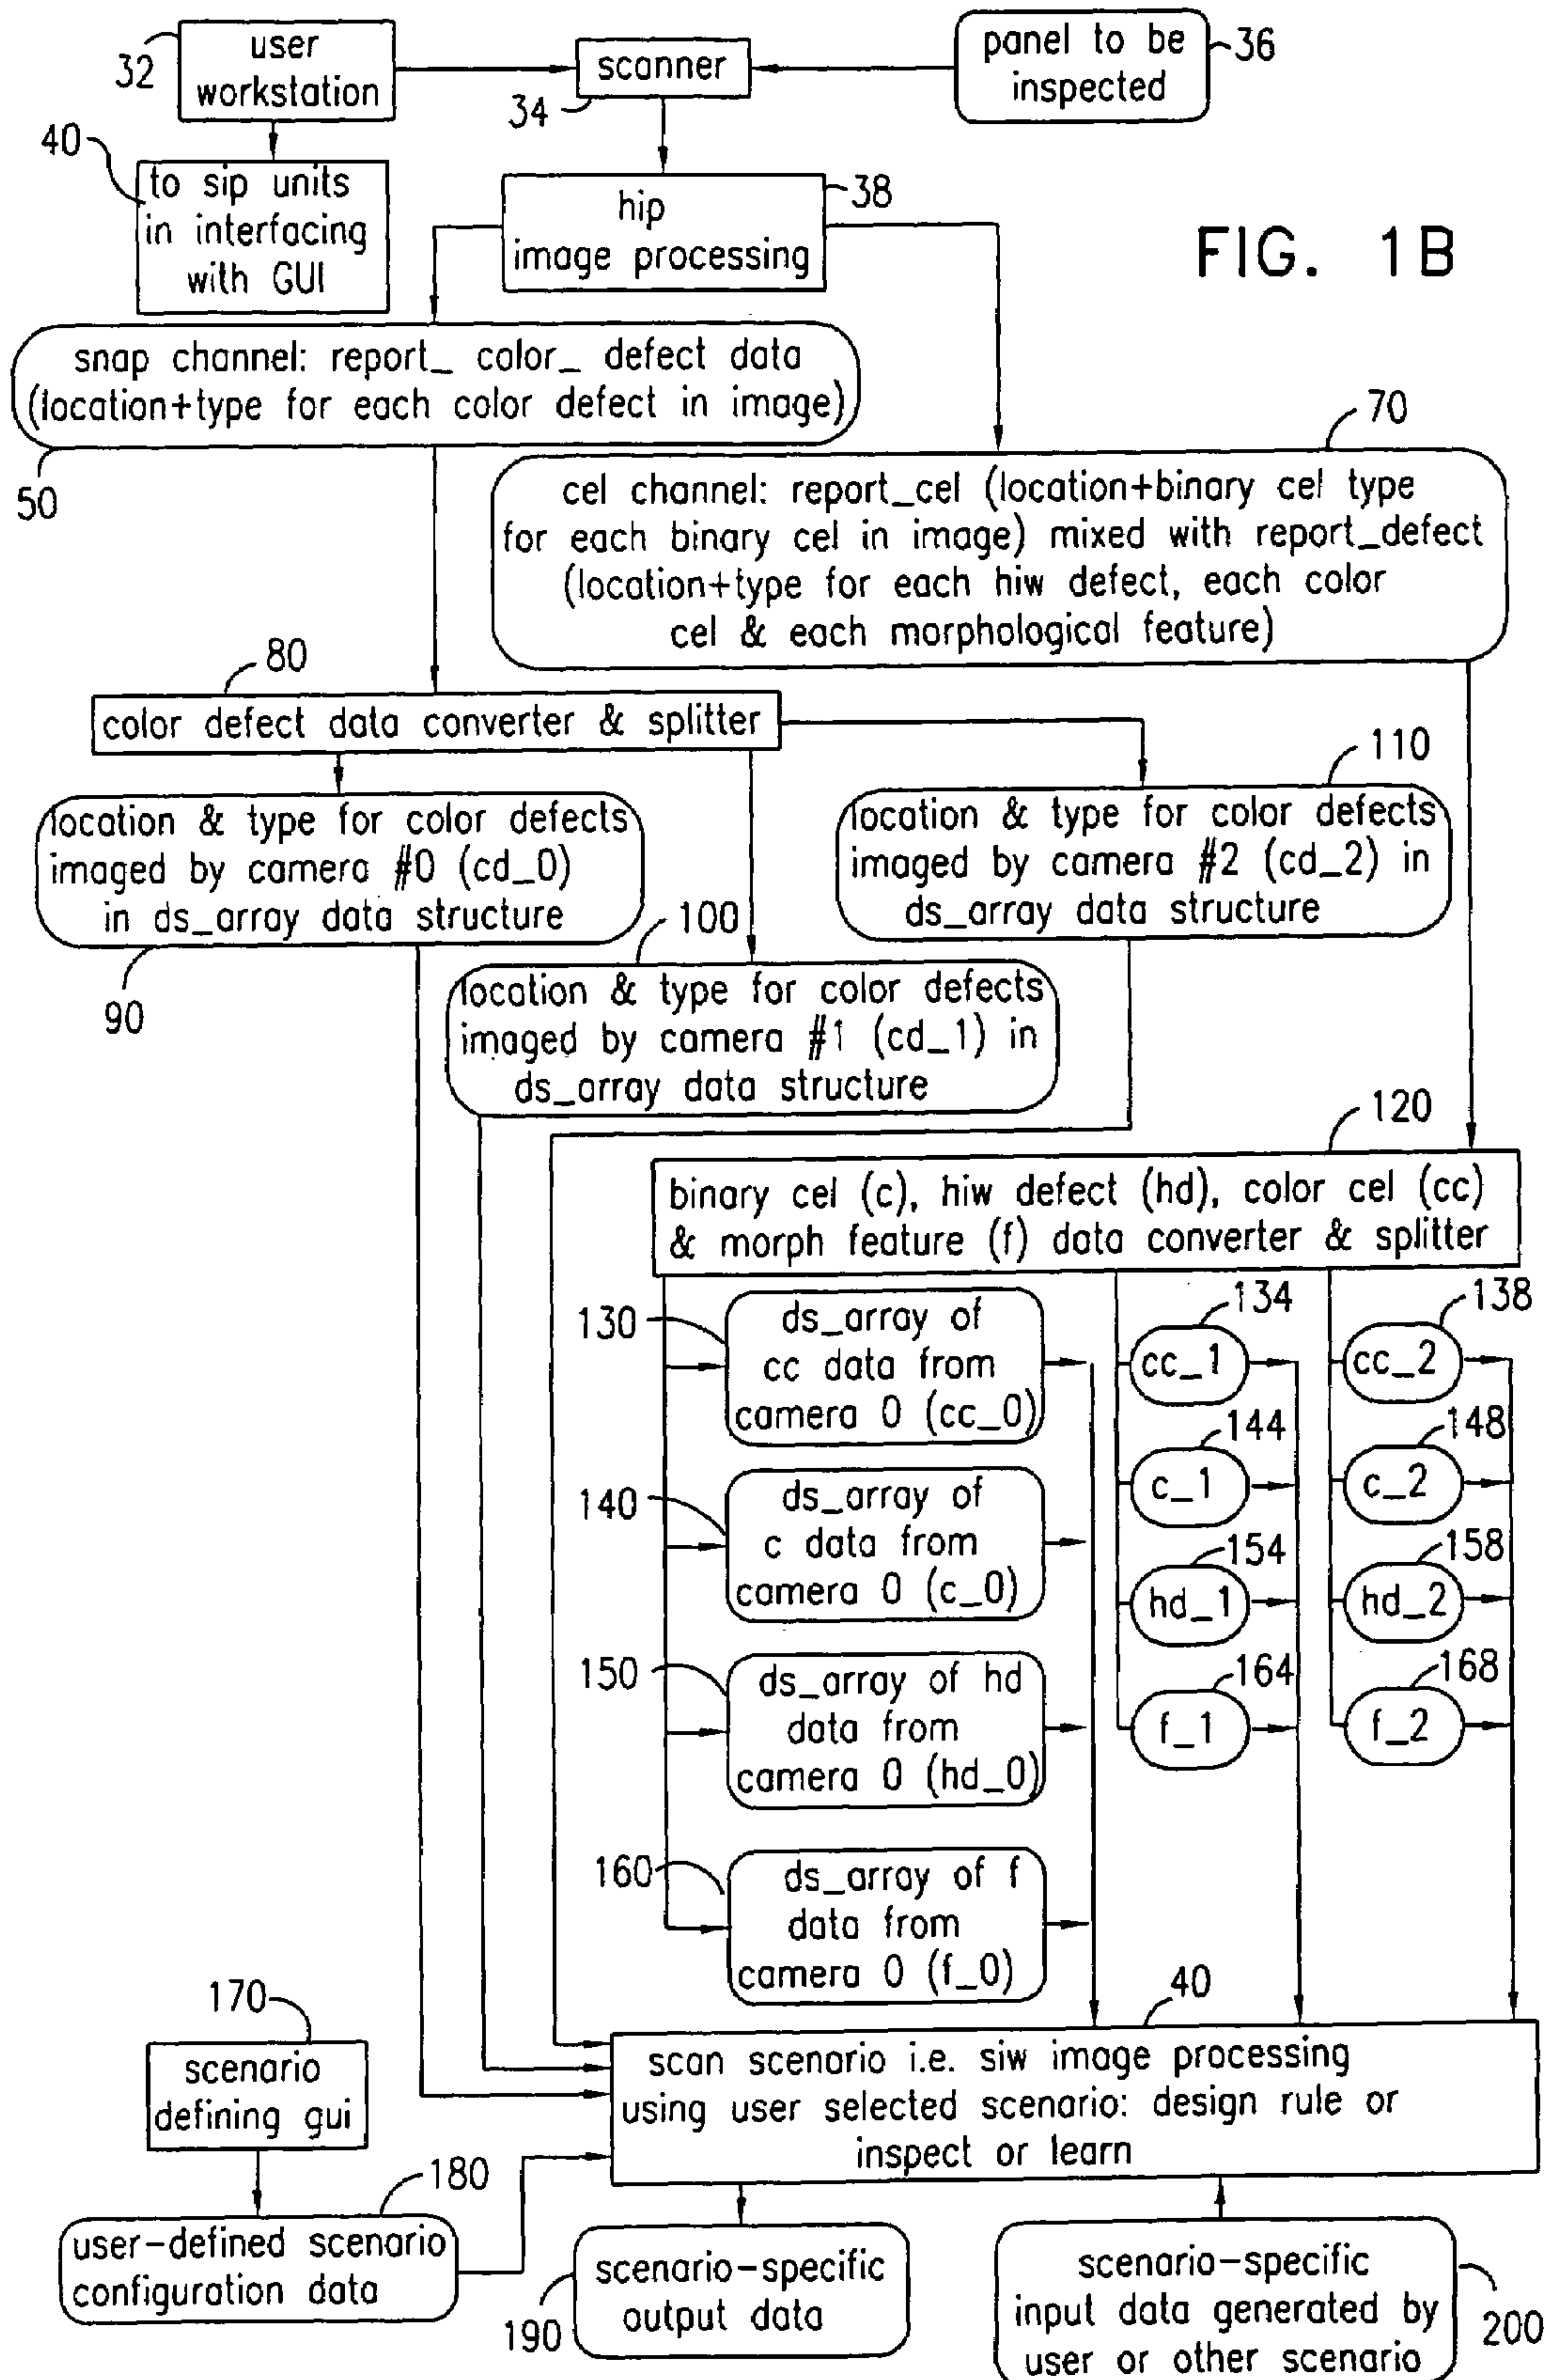 user
workstation
32
scanner
34
panel to be
inspected
36
40
to sip units
in interfacing
with GUI
hip
image processing
38
FIG. 1B
snap channel: report_ color_ defect data
(location+type for each color defect in image)
50
70
cel channel: report_cel (location+binary cel type
for each binary cel in image) mixed with report_defect
(location+type for each hiw defect, each color
cel & each morphological feature)
80
color defect data converter & splitter
110
location & type for color defects
imaged by camera #0 (cd_0)
in ds_array data structure
90
location & type for color defects
imaged by camera #2 (cd_2) in
ds_array data structure
100
location & type for color defects
imaged by camera #1 (cd_1) in
ds_array data structure
120
binary cel (c), hiw defect (hd), color cel (cc)
& morph feature (f) data converter & splitter
130
ds_array of
cc data from
camera 0 (cc_0)
134
cc_1
138
cc_2
140
ds_array of
c data from
camera 0 (c_0)
144
c_1
148
c_2
150
ds_array of hd
data from
camera 0 (hd_0)
154
hd_1
158
hd_2
160
ds_array of f
data from
camera 0 (f_0)
164
f_1
168
f_2
170
scenario
defining gui
40
scan scenario i.e. siw image processing
using user selected scenario: design rule or
inspect or learn
180
user-defined scenario
configuration data
190
scenario-specific
output data
scenario-specific
input data generated by
user or other scenario
200